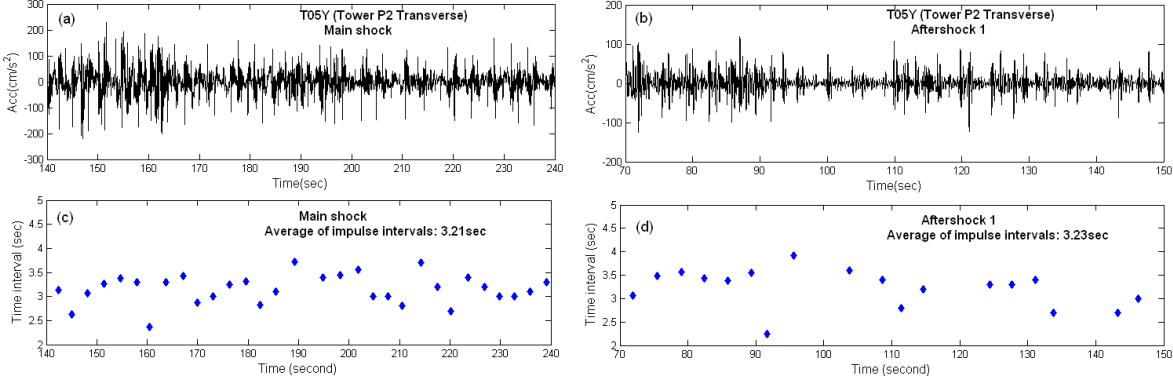 (a)
T05Y (Tower P2 Transverse)
Main shock
Acc(cm/s²)
300
200
100
0
-100
-200
-300
140 150 160 170 180 190 200 210 220 230 240
Time(sec)
(b)
T05Y (Tower P2 Transverse)
Aftershock 1
Acc(cm/s²)
200
100
0
-100
-200
70 80 90 100 110 120 130 140 150
Time(sec)
(c)
Main shock
Average of impulse intervals: 3.21sec
Time interval (sec)
5
4.5
4
3.5
3
2.5
2
140 150 160 170 180 190 200 210 220 230 240
Time (second)
(d)
Aftershock 1
Average of impulse intervals: 3.23sec
Time interval (sec)
5
4.5
4
3.5
3
2.5
2
70 80 90 100 110 120 130 140 150
Time (second)